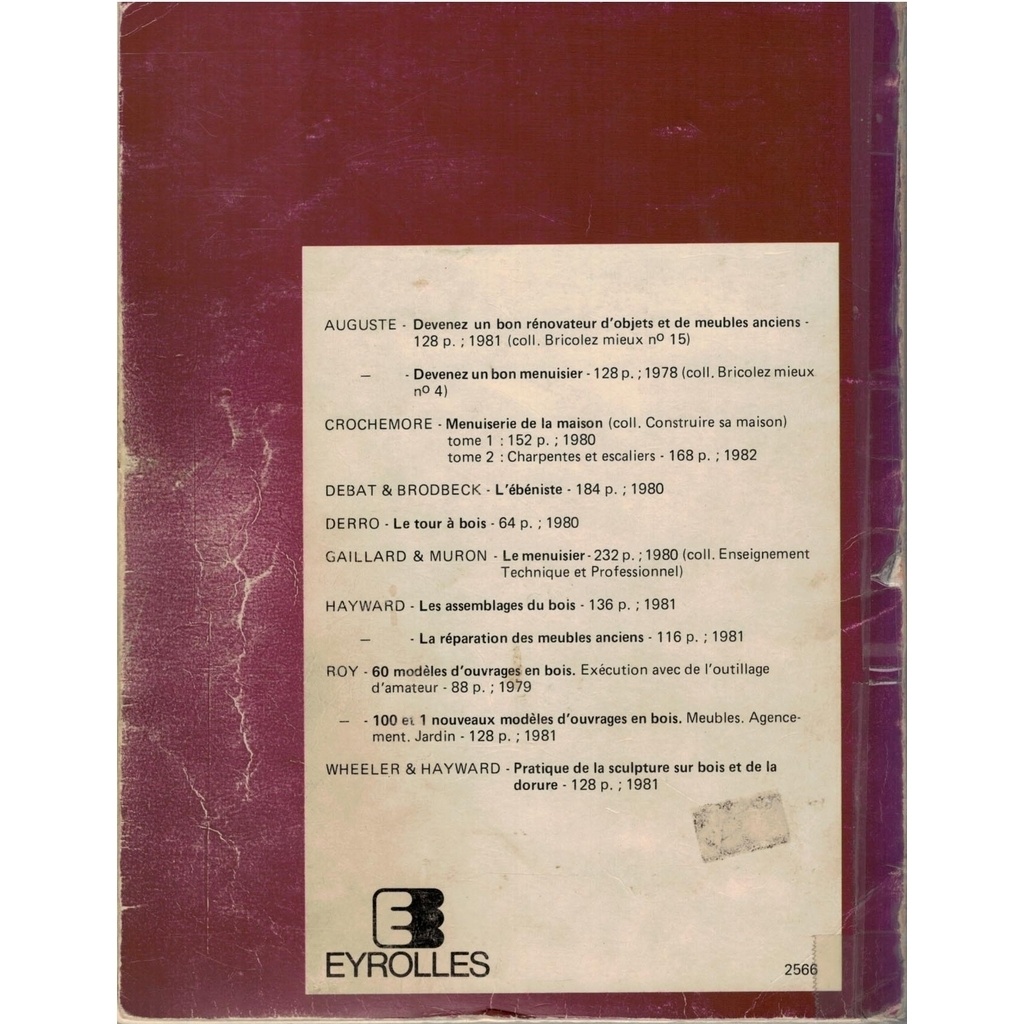 AUGUSTE - Devenez un bon rénovateur d'objets et de meubles anciens -
128 p. ; 1981 (coll. Bricolez mieux nº 15)
— - Devenez un bon menuisier - 128 p. ; 1978 (coll. Bricolez mieux
nº 4)
CROCHEMORE - Menuiserie de la maison (coll. Construire sa maison)
tome 1 : 152 p. ; 1980
tome 2 : Charpentes et escaliers - 168 p. ; 1982
DEBAT & BRODBECK - L'ébéniste - 184 p. ; 1980
DERRO - Le tour à bois - 64 p. ; 1980
GAILLARD & MURON - Le menuisier - 232 p. ; 1980 (coll. Enseignement
Technique et Professionnel)
HAYWARD - Les assemblages du bois - 136 p. ; 1981
— - La réparation des meubles anciens - 116 p. ; 1981
ROY - 60 modèles d'ouvrages en bois. Exécution avec de l'outillage
d'amateur - 88 p. ; 1979
— - 100 et 1 nouveaux modèles d'ouvrages en bois. Meubles. Agence-
ment. Jardin - 128 p. ; 1981
WHEELER & HAYWARD - Pratique de la sculpture sur bois et de la
dorure - 128 p. ; 1981
EYROLLES
2566